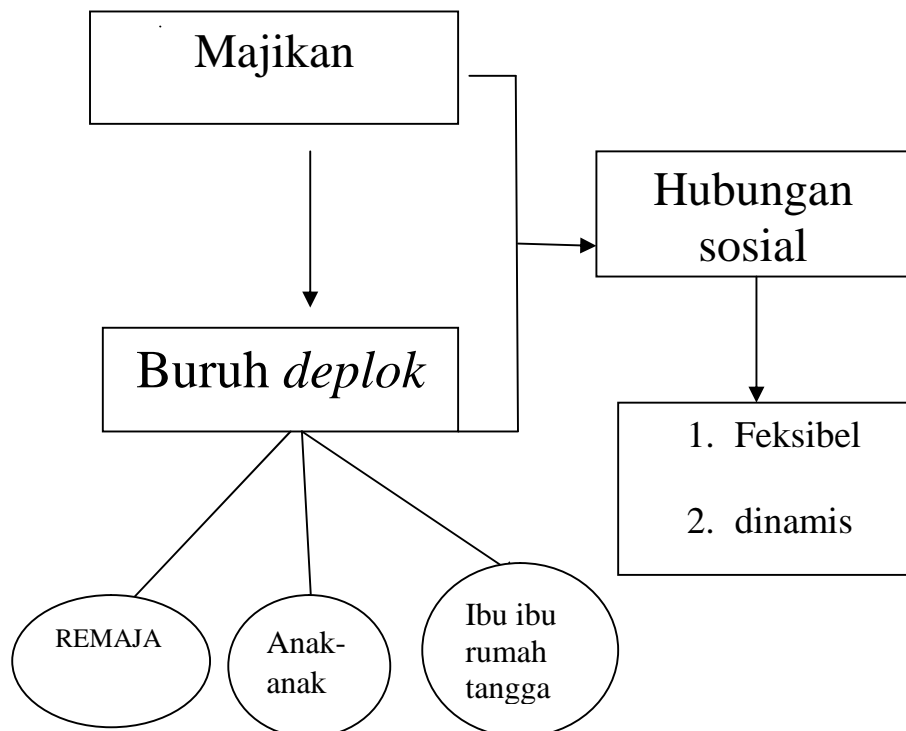 Majikan
Hubungan
sosial
Buruh deplok
1. Feksibel
2. dinamis
REMAJA
Anak-
anak
Ibu ibu
rumah
tangga